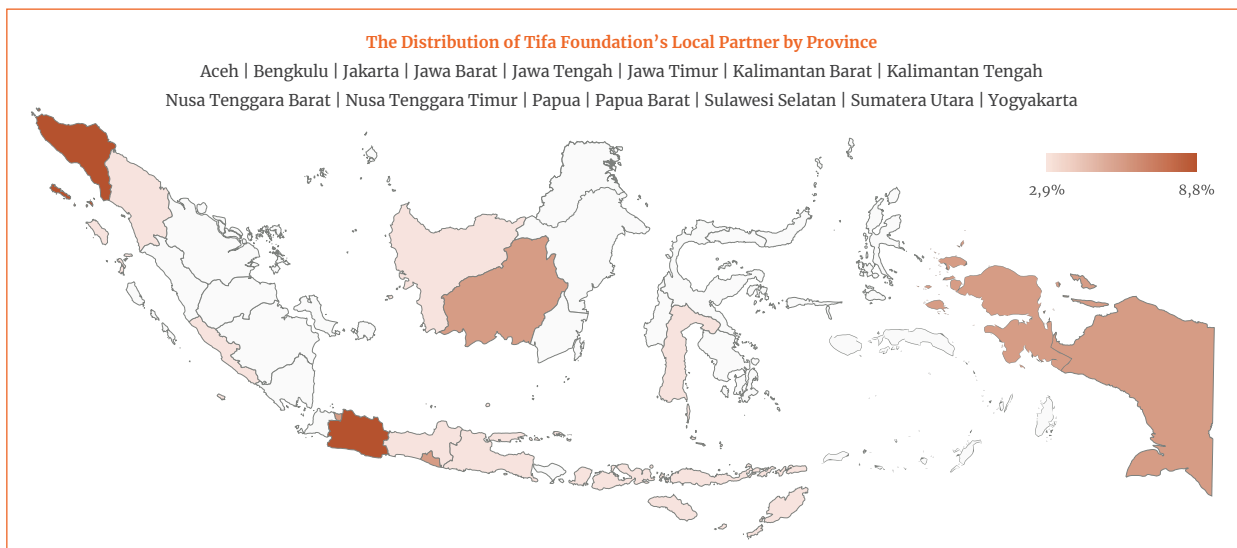 The Distribution of Tifa Foundation’s Local Partner by Province
Aceh | Bengkulu | Jakarta | Jawa Barat | Jawa Tengah | Jawa Timur | Kalimantan Barat | Kalimantan Tengah
Nusa Tenggara Barat | Nusa Tenggara Timur | Papua | Papua Barat | Sulawesi Selatan | Sumatera Utara | Yogyakarta
2,9%
8,8%